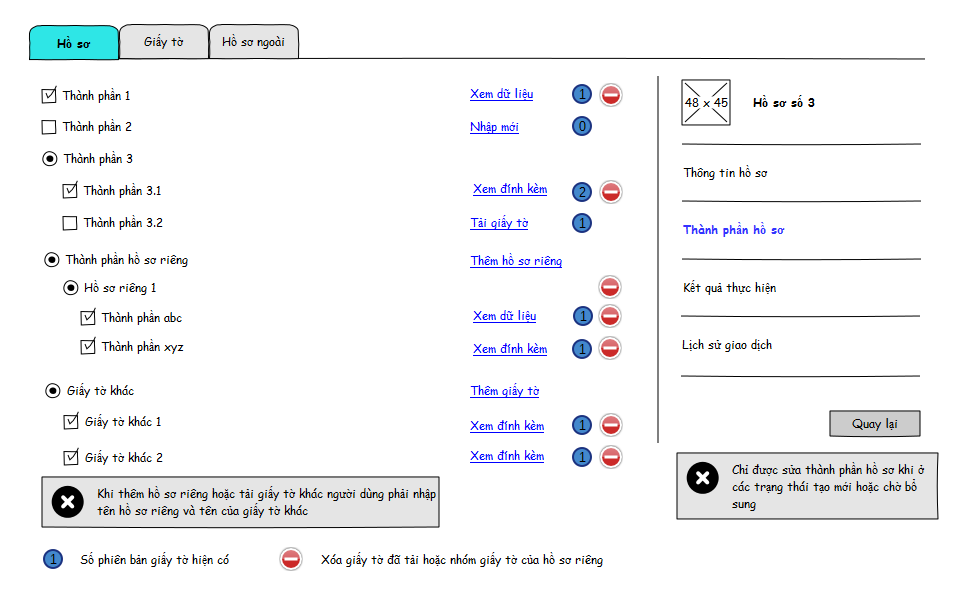 Hồ sơ
Giấy tờ
Hồ sơ ngoài
Thành phần 1
Xem dữ liệu
1
Thành phần 2
Nhập mới
0
Thành phần 3
Thành phần 3.1
Xem đính kèm
2
Thành phần 3.2
Tải giấy tờ
1
Thành phần hồ sơ riêng
Thêm hồ sơ riêng
Hồ sơ riêng 1
Thành phần abc
Xem dữ liệu
1
Thành phần xyz
Xem đính kèm
1
Giấy tờ khác
Thêm giấy tờ
Giấy tờ khác 1
Xem đính kèm
1
Giấy tờ khác 2
Xem đính kèm
1
Khi thêm hồ sơ riêng hoặc tải giấy tờ khác người dùng phải nhập
tên hồ sơ riêng và tên của giấy tờ khác
1
Số phiên bản giấy tờ hiện có
Xóa giấy tờ đã tải hoặc nhóm giấy tờ của hồ sơ riêng
48 x 45
Hồ sơ số 3
Thông tin hồ sơ
Thành phần hồ sơ
Kết quả thực hiện
Lịch sử giao dịch
Quay lại
Chỉ được sửa thành phần hồ sơ khi ở
các trạng thái tạo mới hoặc chờ bổ
sung